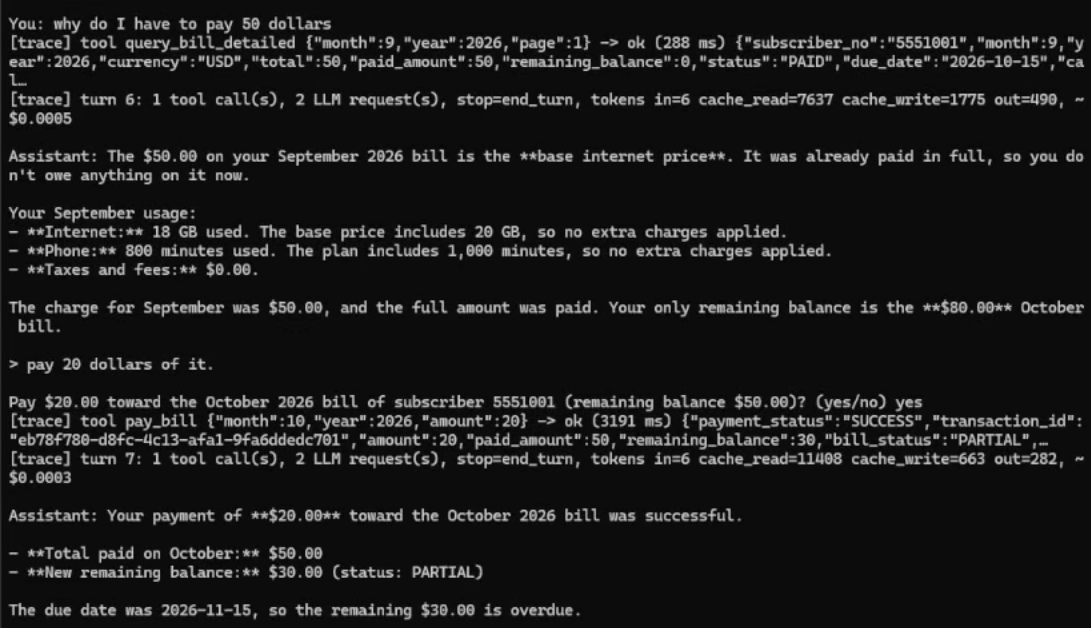 You: why do I have to pay 50 dollars
[trace] tool query_bill_detailed {"month":9,"year":2026,"page":1} -> ok (288 ms) {"subscriber_no":"5551001","month":9,"y
ear":2026,"currency":"USD","total":50,"paid_amount":50,"remaining_balance":0,"status":"PAID","due_date":"2026-10-15","ca
l…
[trace] turn 6: 1 tool call(s), 2 LLM request(s), stop=end_turn, tokens in=6 cache_read=7637 cache_write=1775 out=490, ~
$0.0005
Assistant: The $50.00 on your September 2026 bill is the **base internet price**. It was already paid in full, so you do
n't owe anything on it now.
Your September usage:
- **Internet:** 18 GB used. The base price includes 20 GB, so no extra charges applied.
- **Phone:** 800 minutes used. The plan includes 1,000 minutes, so no extra charges applied.
- **Taxes and fees:** $0.00.
The charge for September was $50.00, and the full amount was paid. Your only remaining balance is the **$80.00** October
bill.
> pay 20 dollars of it.
Pay $20.00 toward the October bill of subscriber 5551001 (remaining balance $50.00)? (yes/no) yes
[trace] tool pay_bill {"month":10,"year":2026,"amount":20} -> ok (3191 ms) {"payment_status":"SUCCESS","transaction_id":
"eb78f780-d8fc-4c13-afa1-9fa6ddedc701","amount":20,"paid_amount":50,"remaining_balance":30,"bill_status":"PARTIAL",…
[trace] turn 7: 1 tool call(s), 2 LLM request(s), stop=end_turn, tokens in=6 cache_read=11408 cache_write=663 out=282, ~
$0.0003
Assistant: Your payment of **$20.00** toward the October 2026 bill was successful.
- **Total paid on October:** $50.00
- **New remaining balance:** $30.00 (status: PARTIAL)
The due date was 2026-11-15, so the remaining $30.00 is overdue.